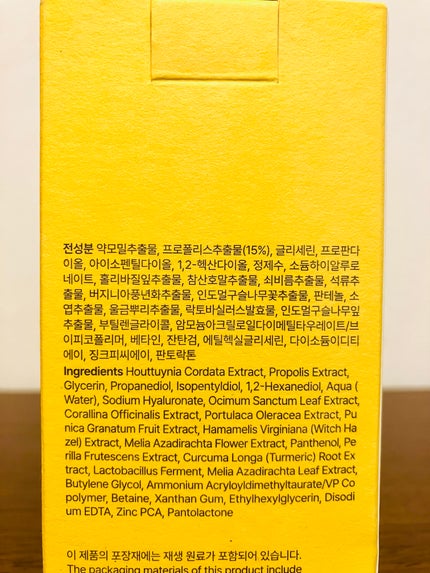 전성분 약모밀추출물, 프로폴리스추출물(15%), 글리세린, 프로판다
이올, 아이소펜틸다이올, 1,2-헥산다이올, 정제수, 소듐하이알루로
네이트, 홀리바질잎추출물, 참산호말추출물, 쇠비름추출물, 석류추
출물, 버지니아풍년화추출물, 인도멀구슬나무꽃추출물, 판테놀, 소
엽추출물, 울금뿌리추출물, 락토바실러스발효물, 인도멀구슬나무잎
추출물, 부틸렌글라이콜, 암모늄아크릴로일다이메틸타우레이트/브
이피코폴리머, 베타인, 잔탄검, 에틸헥실글리세린, 다이소듐이디티
에이, 징크피씨에이, 판토락톤
Ingredients Houttuynia Cordata Extract, Propolis Extract,
Glycerin, Propanediol, Isopentyldiol, 1,2-Hexanediol, Aqua (
Water), Sodium Hyaluronate, Ocimum Sanctum Leaf Extract,
Corallina Officinalis Extract, Portulaca Oleracea Extract, Pu
nica Granatum Fruit Extract, Hamamelis Virginiana (Witch Ha
zel) Extract, Melia Azadirachta Flower Extract, Panthenol, Pe
rilla Frutescens Extract, Curcuma Longa (Turmeric) Root Ex
tract, Lactobacillus Ferment, Melia Azadirachta Leaf Extract,
Butylene Glycol, Ammonium Acryloyldimethyltaurate/VP Co
polymer, Betaine, Xanthan Gum, Ethylhexylglycerin, Disodi
um EDTA, Zinc PCA, Pantolactone
이 제품의 포장재에는 재생 원료가 포함되어 있습니다.
The packaging materials of this product include